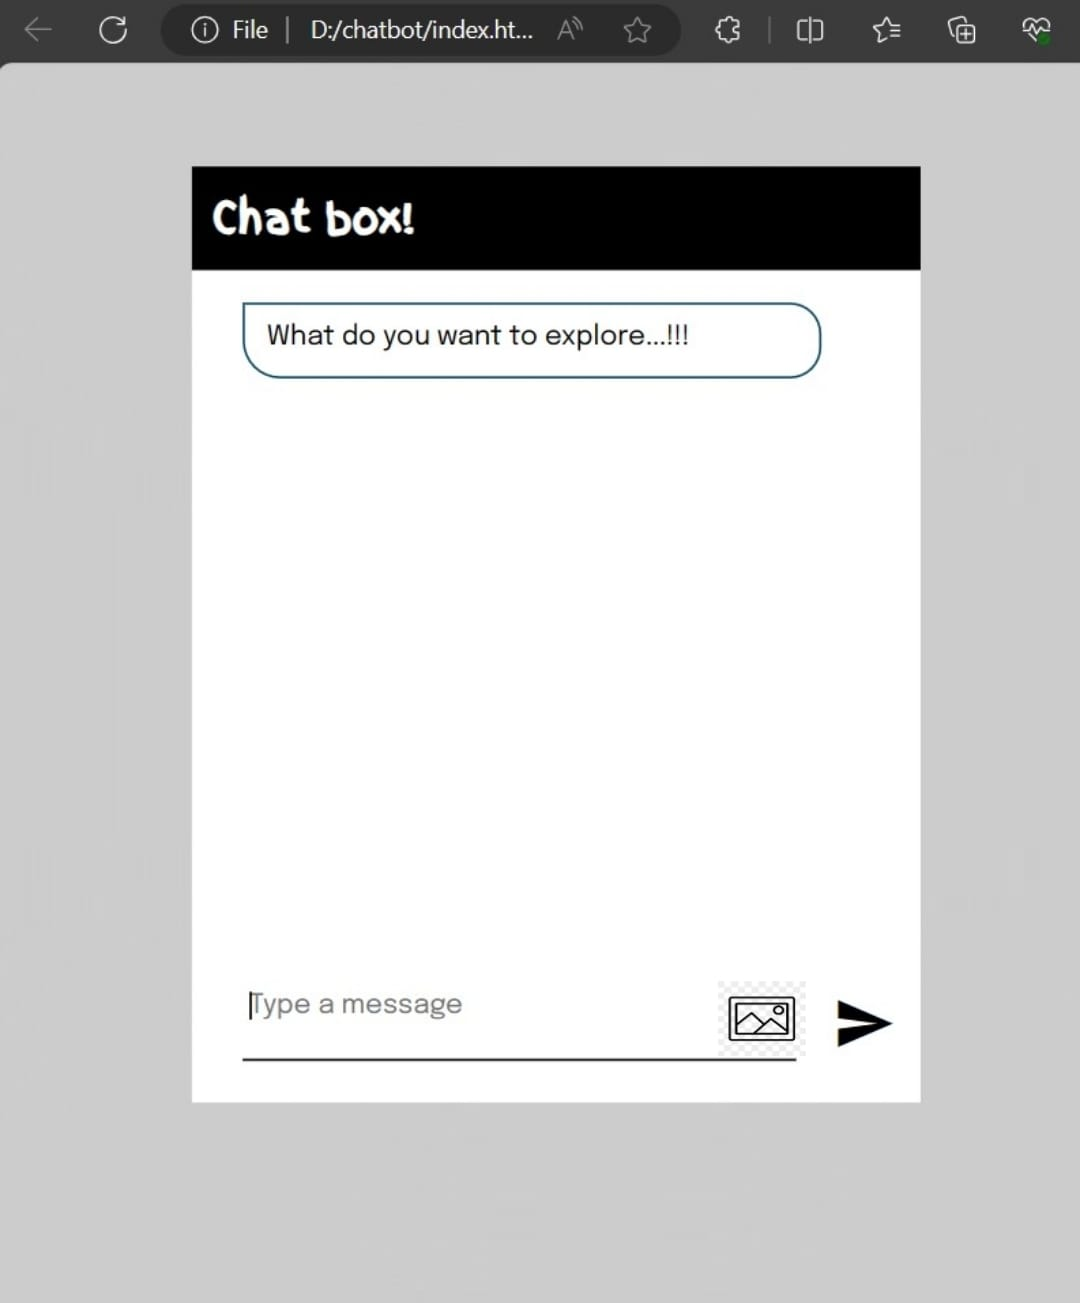 File | D:/chatbot/index.ht...
Chat box!
What do you want to explore...!!!
Type a message